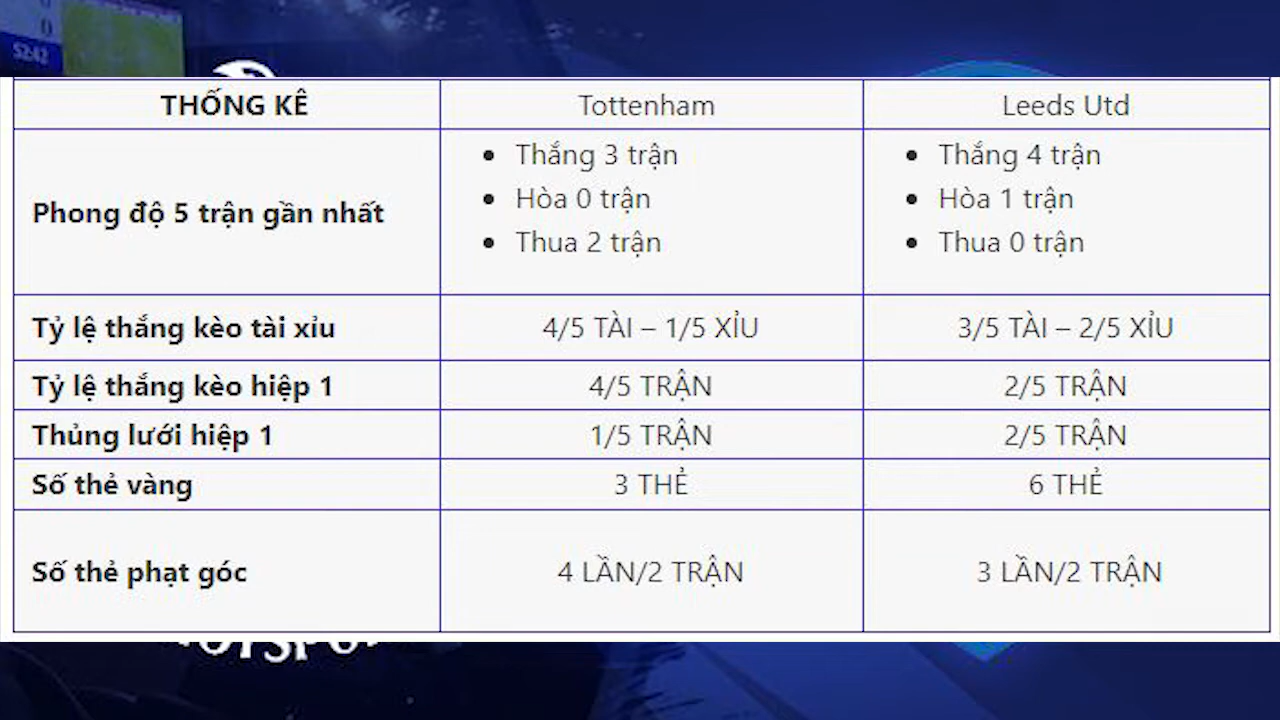 0
52:42
THỐNG KÊ Tottenham Leeds Utd
Phong độ 5 trận gần nhất
• Thắng 3 trận
• Hòa 0 trận
• Thua 2 trận
• Thắng 4 trận
• Hòa 1 trận
• Thua 0 trận
Tỷ lệ thắng kèo tài xỉu 4/5 TÀI – 1/5 XỈU 3/5 TÀI – 2/5 XỈU
Tỷ lệ thắng kèo hiệp 1 4/5 TRẬN 2/5 TRẬN
Thủng lưới hiệp 1 1/5 TRẬN 2/5 TRẬN
Số thẻ vàng 3 THẺ 6 THẺ
Số thẻ phạt góc 4 LẦN/2 TRẬN 3 LẦN/2 TRẬN